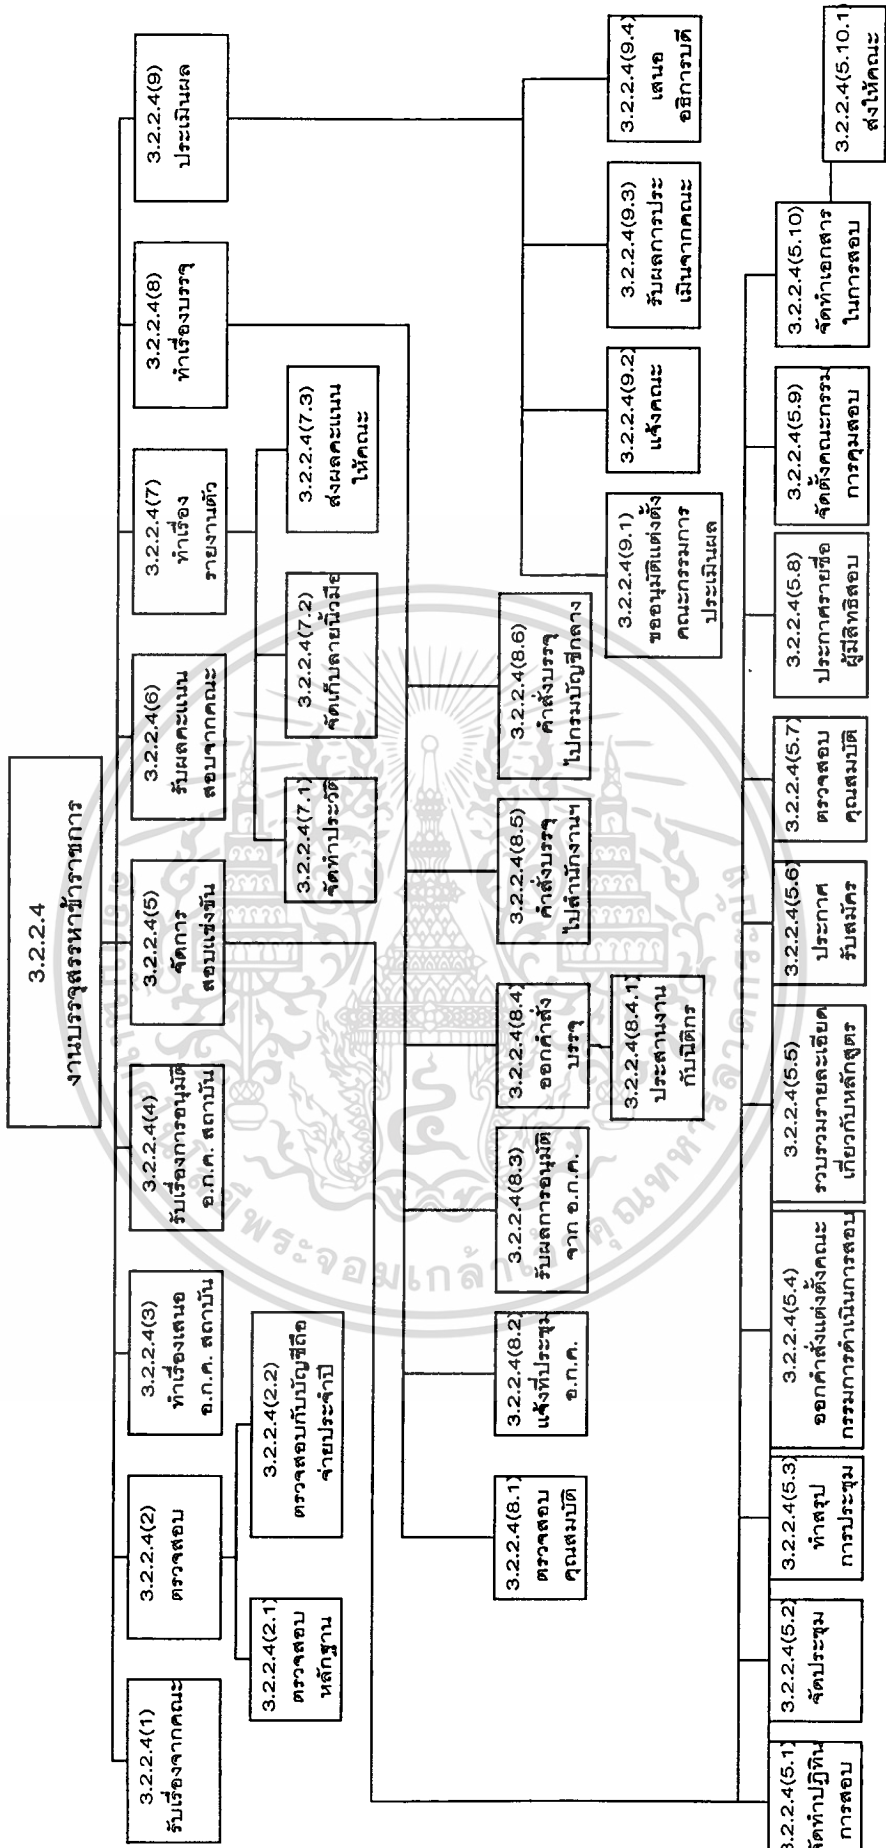 3.2.2.4
งานบรรจุสรรหาข้าราชการ
3.2.2.4(1)
รับเรื่องจากคณะ
3.2.2.4(2)
ตรวจสอบ
3.2.2.4(3)
ทำเรื่องเสนอ
อ.ก.ค. สถาบัน
3.2.2.4(4)
รับเรื่องการอนุมัติ
อ.ก.ค. สถาบัน
3.2.2.4(5)
จัดการ
สอบแข่งขัน
3.2.2.4(6)
รับผลคะแนน
สอบจากคณะ
3.2.2.4(7)
ทำเรื่อง
รายงานตัว
3.2.2.4(8)
ทำเรื่องบรรจุ
3.2.2.4(9)
ประเมินผล
3.2.2.4(2.1)
ตรวจสอบ
หลักฐาน
3.2.2.4(2.2)
ตรวจสอบกับบัญชีถือ
จ่ายประจำปี
3.2.2.4(7.1)
จัดทำประวัติ
3.2.2.4(7.2)
จัดเก็บลายนิ้วมือ
3.2.2.4(7.3)
ส่งผลคะแนน
ให้คณะ
3.2.2.4(8.1)
ตรวจสอบ
คุณสมบัติ
3.2.2.4(8.2)
แจ้งที่ประชุม
อ.ก.ค.
3.2.2.4(8.3)
รับผลการอนุมัติ
จาก อ.ก.ค.
3.2.2.4(8.4)
ออกคำสั่ง
บรรจุ
3.2.2.4(8.5)
คำสั่งบรรจุ
ไปสำนักงานฯ
3.2.2.4(8.6)
คำสั่งบรรจุ
ไปกรมบัญชีกลาง
3.2.2.4(8.4.1)
ประสานงาน
กับนิติกร
3.2.2.4(9.1)
ขออนุมัติแต่งตั้ง
คณะกรรมการ
ประเมินผล
3.2.2.4(9.2)
แจ้งคณะ
3.2.2.4(9.3)
รับผลการประ
เมินจากคณะ
3.2.2.4(9.4)
เสนอ
อธิการบดี
3.2.2.4(5.1)
จัดทำปฏิทิน
การสอบ
3.2.2.4(5.2)
จัดประชุม
3.2.2.4(5.3)
ทำสรุป
การประชุม
3.2.2.4(5.4)
ออกคำสั่งแต่งตั้งคณะ
กรรมการดำเนินการสอบ
3.2.2.4(5.5)
รวบรวมรายละเอียด
เกี่ยวกับหลักสูตร
3.2.2.4(5.6)
ประกาศ
รับสมัคร
3.2.2.4(5.7)
ตรวจสอบ
คุณสมบัติ
3.2.2.4(5.8)
ประกาศรายชื่อ
ผู้มีสิทธิสอบ
3.2.2.4(5.9)
จัดตั้งคณะกรรม
การคุมสอบ
3.2.2.4(5.10)
จัดทำเอกสาร
ในการสอบ
3.2.2.4(5.10.1)
ส่งให้คณะ